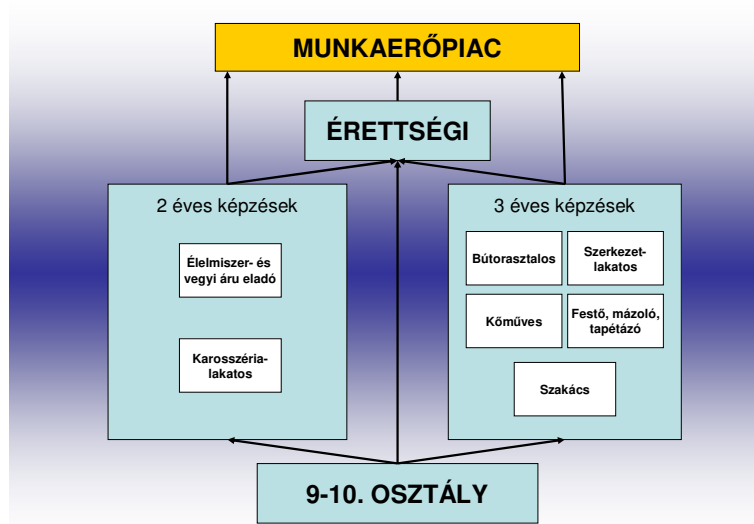 MUNKAERŐPIAC
ÉRETTSÉGI
2 éves képzések
Élelmiszer- és
vegyi áru eladó
Karosszéria-
lakatos
3 éves képzések
Bútorasztalos
Szerkezet-
lakatos
Kőműves
Festő, mázoló,
tapétázó
Szakács
9-10. OSZTÁLY